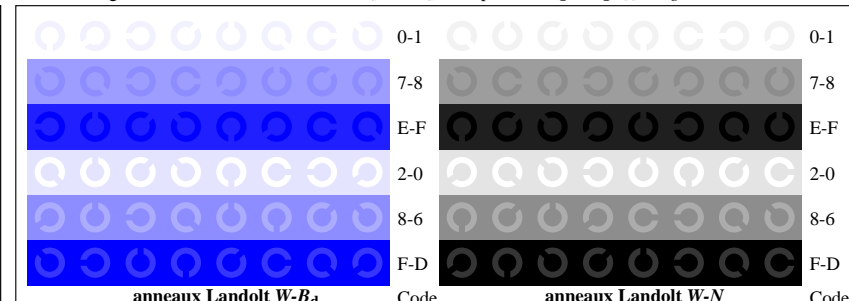 0-1 0-1
7-8 7-8
E-F E-F
2-0 2-0
8-6 8-6
F-D F-D
anneaux Landolt W-Bd Code anneaux Landolt W-N Code